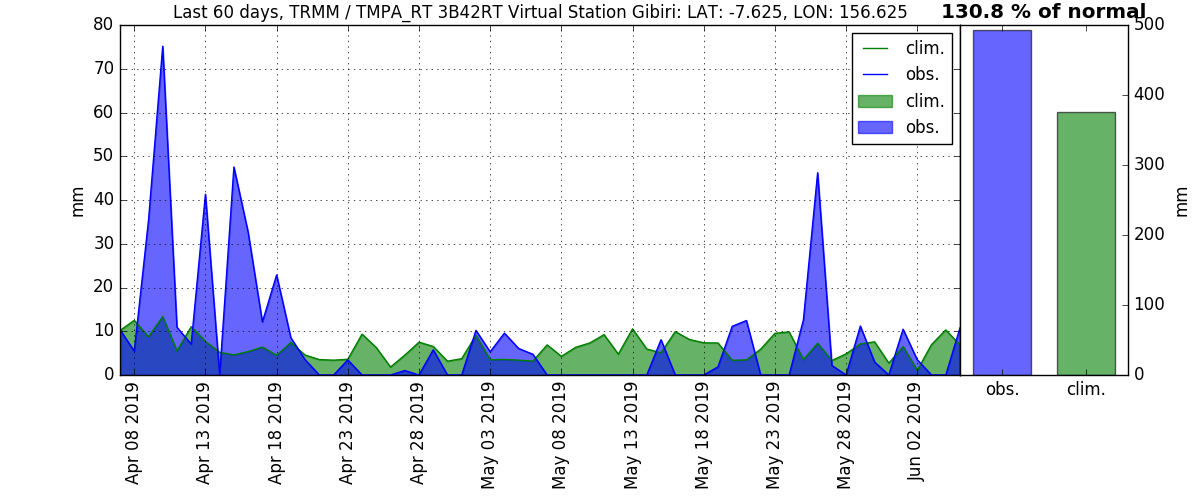 Last 60 days, TRMM / TMPA_RT 3B42RT Virtual Station Gibiri: LAT: -7.625, LON: 156.625
130.8 % of normal
80
70
60
50
40
30
20
10
0
mm
clim.
obs.
clim.
obs.
500
400
300
200
100
0
mm
obs.
clim.
Apr 08 2019
Apr 13 2019
Apr 18 2019
Apr 23 2019
Apr 28 2019
May 03 2019
May 08 2019
May 13 2019
May 18 2019
May 23 2019
May 28 2019
Jun 02 2019